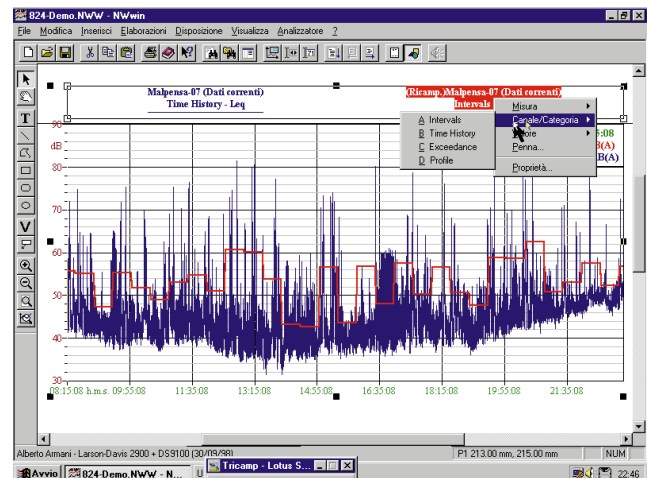 824-Demo.NWW - NWwin
File Modifica Inserisci Elaborazioni Disposizione Visualizza Analizzatore ?
Malpensa-07 (Dati correnti)
Time History - Leq
(Ricamp.)Malpensa-07 (Dati correnti)
Intervals
Misura
Canale/Categoria
Penna...
Proprietà...
A Intervals
B Time History
C Exceedance
D Profile
5:08
B(A)
B(A)
90
dB
80
70
60
50
40
30
08:15:08 h.m.s. 09:55:08 11:35:08 13:15:08 14:55:08 16:35:08 18:15:08 19:55:08 21:35:08
Alberto Armani - Larson-Davis 2900 + DS9100 (30/09/98)
P1 213.00 mm, 215.00 mm
NUM
Avvio
824-Demo.NWW - N...
U
Tricamp - Lotus S...
22:46